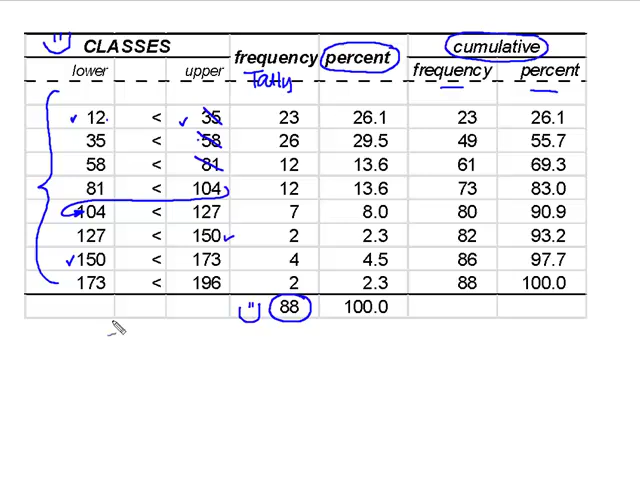 CLASSES cumulative
frequency percent
lower upper frequency percent
Tally
12 < 35 23 26.1 23 26.1
35 < 58 26 29.5 49 55.7
58 < 81 12 13.6 61 69.3
81 < 104 12 13.6 73 83.0
104 < 127 7 8.0 80 90.9
127 < 150 2 2.3 82 93.2
150 < 173 4 4.5 86 97.7
173 < 196 2 2.3 88 100.0
88 100.0